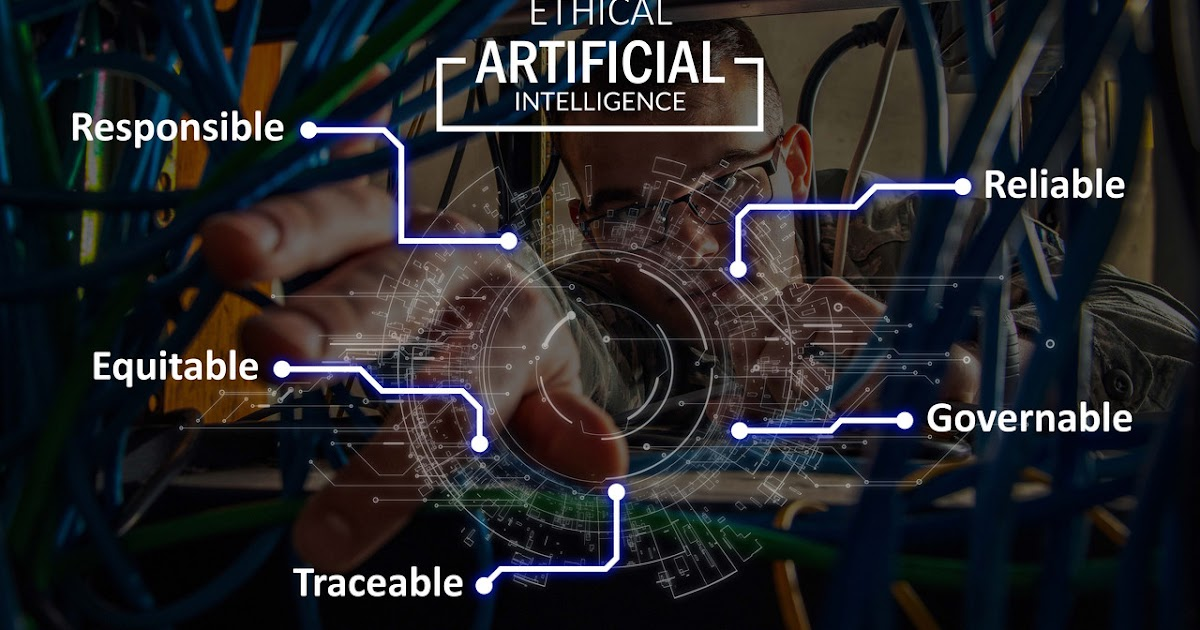 ETHICAL
ARTIFICIAL
INTELLIGENCE
Responsible
Reliable
Equitable
Governable
Traceable